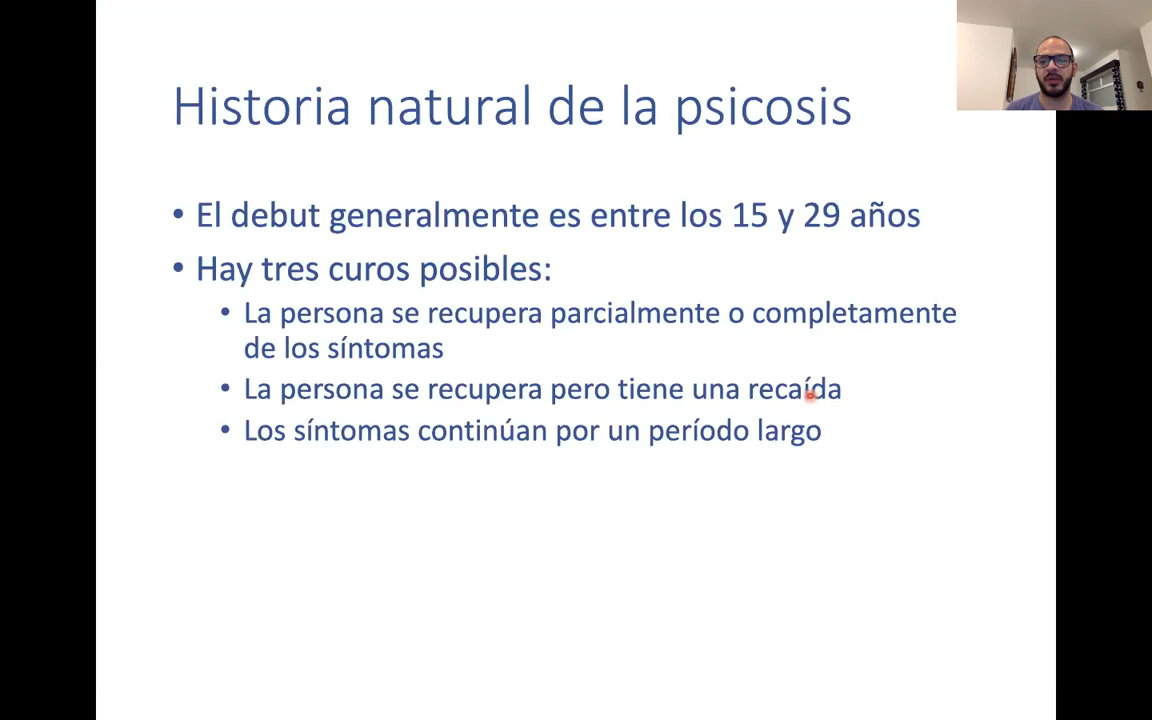 Historia natural de la psicosis
• El debut generalmente es entre los 15 y 29 años
• Hay tres curos posibles:
• La persona se recupera parcialmente o completamente
de los síntomas
• La persona se recupera pero tiene una recaída
• Los síntomas continúan por un período largo